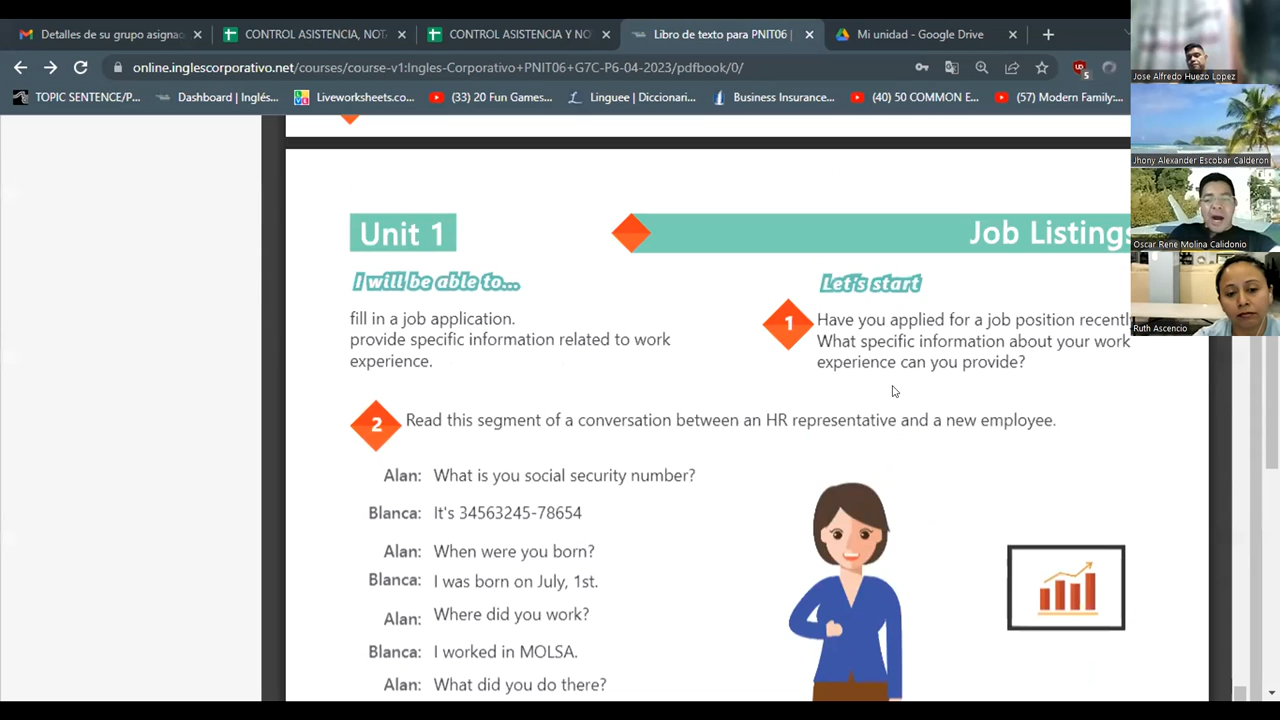 Detalles de su grupo asigna
CONTROL ASISTENCIA, NOT
CONTROL ASISTENCIA Y NO
Libro de texto para PNIT06 |
Mi unidad - Google Drive
online.inglescorporativo.net/courses/course-v1:Ingles-Corpora
+PNIT06+G7C-P6-04-2023/pdfbook/0/
5
TOPIC SENTENCE/P...
Dashboard | Inglés...
Liveworksheets.co...
(33) 20 Fun Games...
Linguee | Diccionari...
Business Insurance...
(40) 50 COMMON E...
(57) Modern Family:...
Jose Alfredo Huezo Lopez
Jhony Alexander Escobar Calderon
Oscar Rene Molina Calidonio
Ruth Ascencio
Unit 1
Job Listings
I will be able to...
fill in a job application.
provide specific information related to work
experience.
Let's start
1
Have you applied for a job position recently
What specific information about your work
experience can you provide?
2
Read this segment of a conversation between an HR representative and a new employee.
Alan: What is you social security number?
Blanca: It's 34563245-78654
Alan: When were you born?
Blanca: I was born on July, 1st.
Alan: Where did you work?
Blanca: I worked in MOLSA.
Alan: What did you do there?